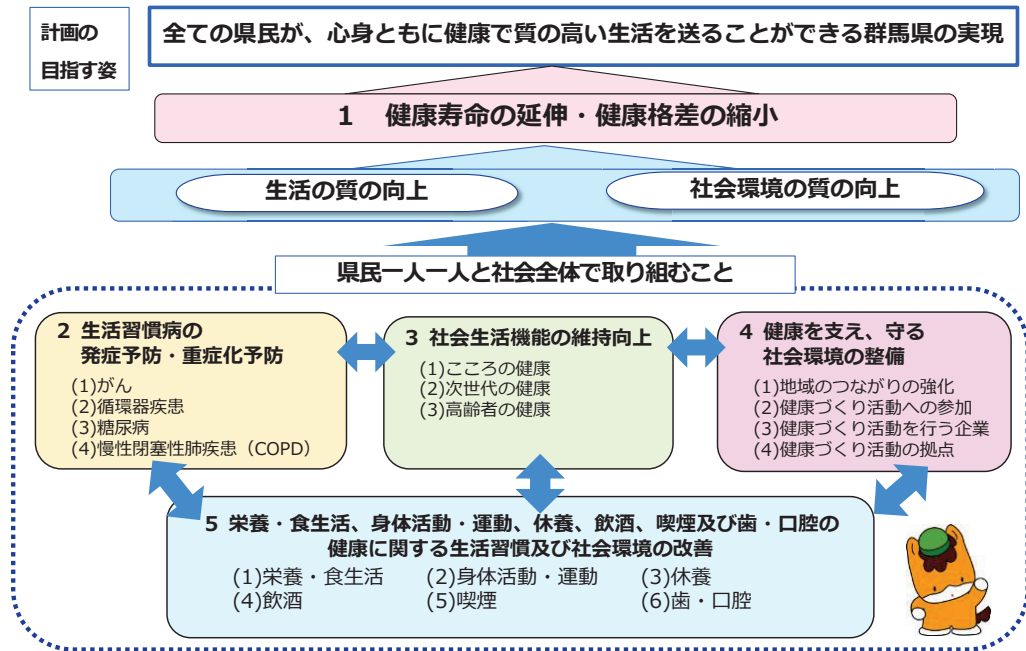 計画の
目指す姿
全ての県民が、心身ともに健康で質の高い生活を送ることができる群馬県の実現
1 健康寿命の延伸・健康格差の縮小
生活の質の向上
社会環境の質の向上
県民一人一人と社会全体で取り組むこと
2 生活習慣病の
発症予防・重症化予防
(1)がん
(2)循環器疾患
(3)糖尿病
(4)慢性閉塞性肺疾患（COPD）
3 社会生活機能の維持向上
(1)こころの健康
(2)次世代の健康
(3)高齢者の健康
4 健康を支え、守る
社会環境の整備
(1)地域のつながりの強化
(2)健康づくり活動への参加
(3)健康づくり活動を行う企業
(4)健康づくり活動の拠点
5 栄養・食生活、身体活動・運動、休養、飲酒、喫煙及び歯・口腔の
健康に関する生活習慣及び社会環境の改善
(1)栄養・食生活 (2)身体活動・運動 (3)休養
(4)飲酒 (5)喫煙 (6)歯・口腔